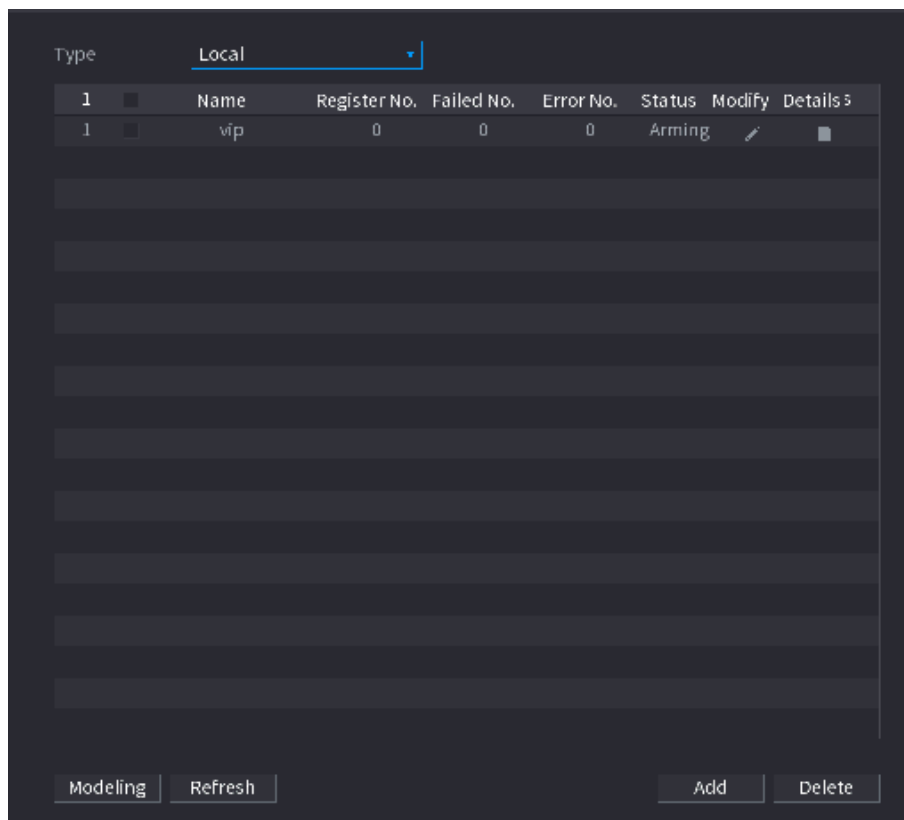 Type Local
1 Name Register No. Failed No. Error No. Status Modify Details
1 vip 0 0 0 Arming
Modeling Refresh Add Delete